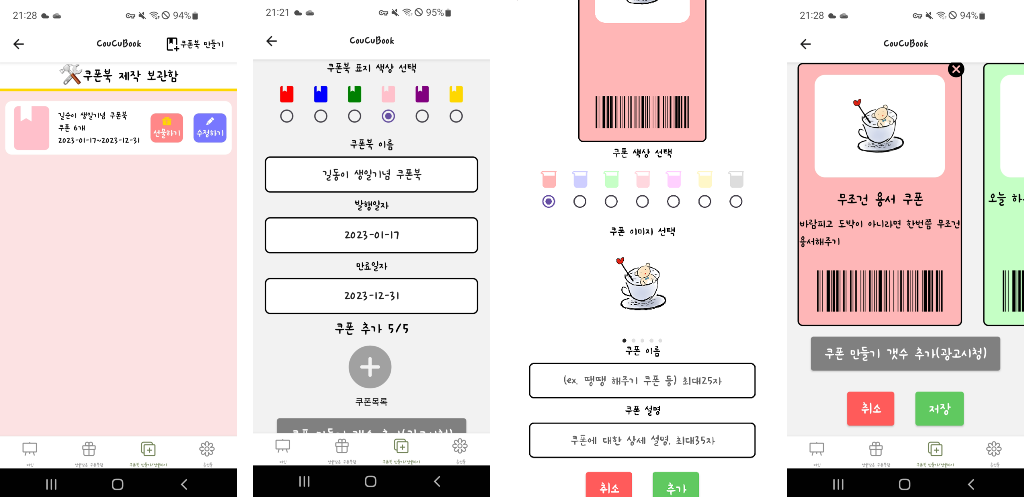 21:28
94%
CouCuBook
쿠폰북 만들기
쿠폰북 제작 보관함
길순이 생일기념 쿠폰북
쿠폰 6개
2023-01-17~2023-12-31
선물하기
수정하기
21:21
95%
CouCuBook
쿠폰북 표지 색상 선택
쿠폰북 이름
길동이 생일기념 쿠폰북
발행일자
2023-01-17
만료일자
2023-12-31
쿠폰 추가 5/5
쿠폰목록
쿠폰 색상 선택
쿠폰 이미지 선택
쿠폰 이름
(ex. 땡땡 해주기 쿠폰 등) 최대25자
쿠폰 설명
쿠폰에 대한 상세 설명, 최대35자
취소
추가
21:28
94%
CouCuBook
무조건 용서 쿠폰
바람피고 도박이 아니라면 한번쯤 무조건
용서해주기
오늘 하
쿠폰 만들기 갯수 추가(광고시청)
취소
저장